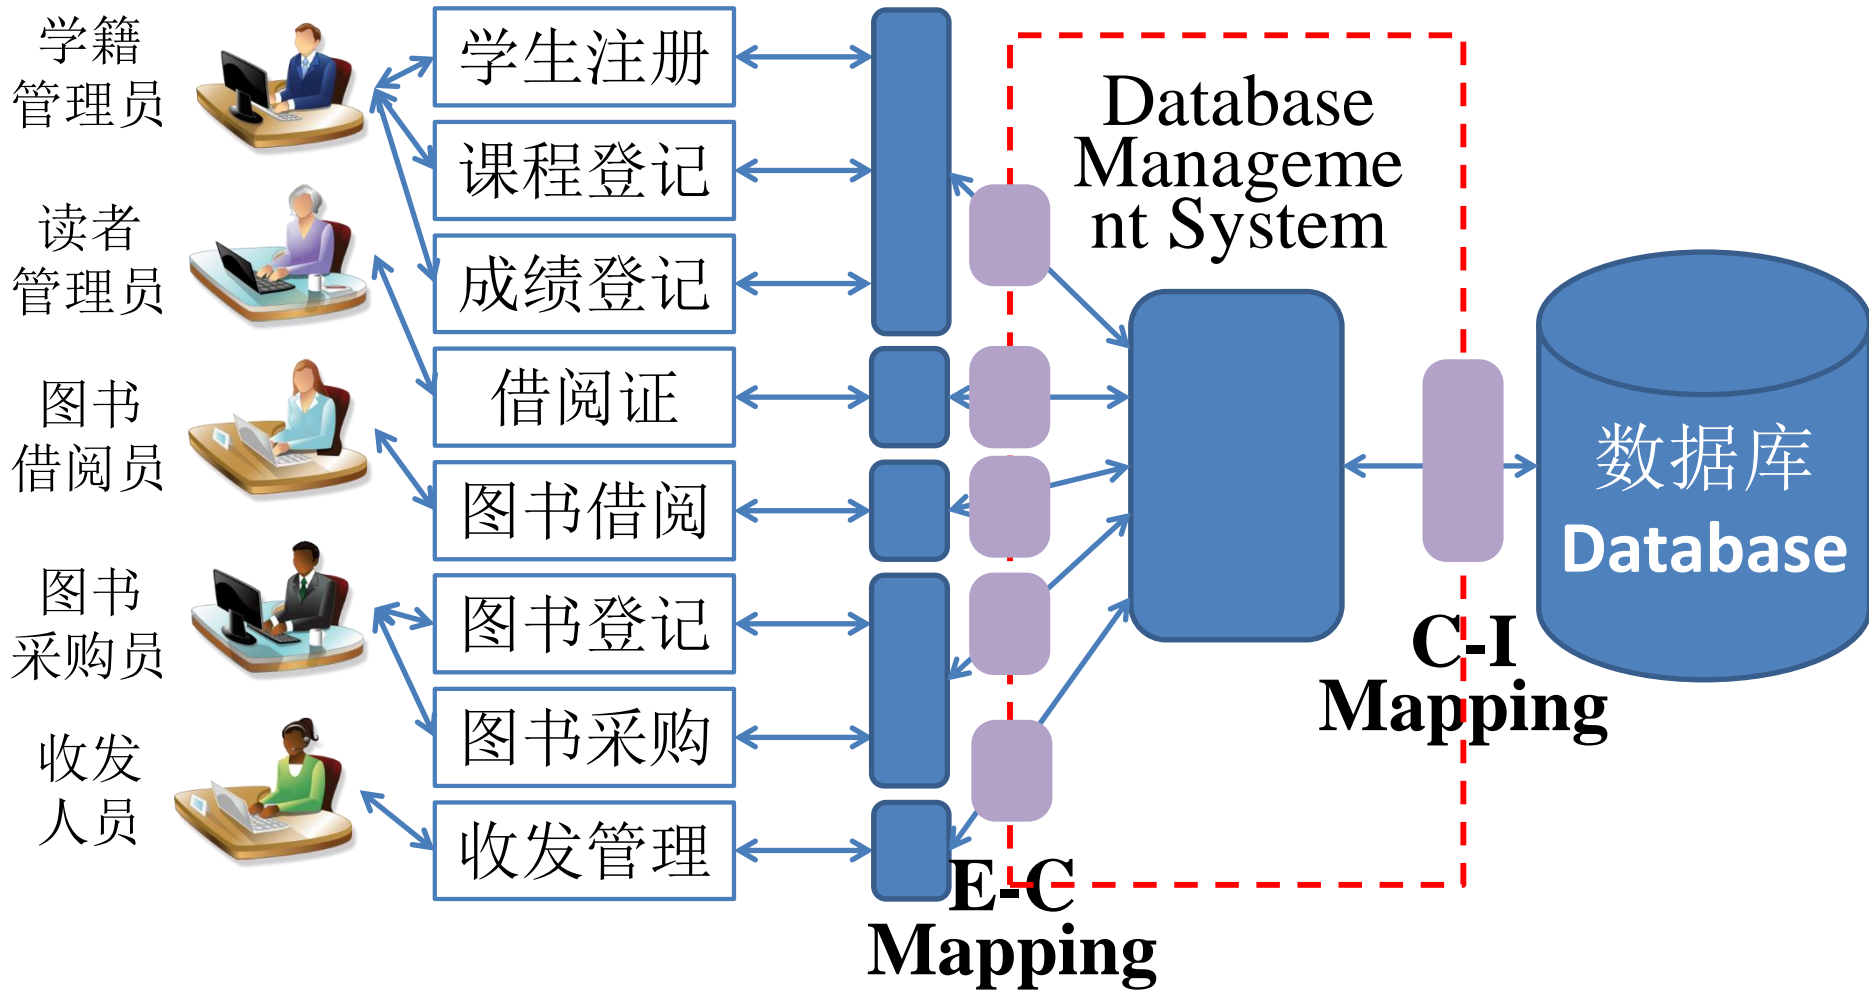 学籍
管理员
读者
管理员
图书
借阅员
图书
采购员
收发
人员
学生注册
课程登记
成绩登记
借阅证
图书借阅
图书登记
图书采购
收发管理
Database
Manageme
nt System
E-C
Mapping
C-I
Mapping
数据库
Database